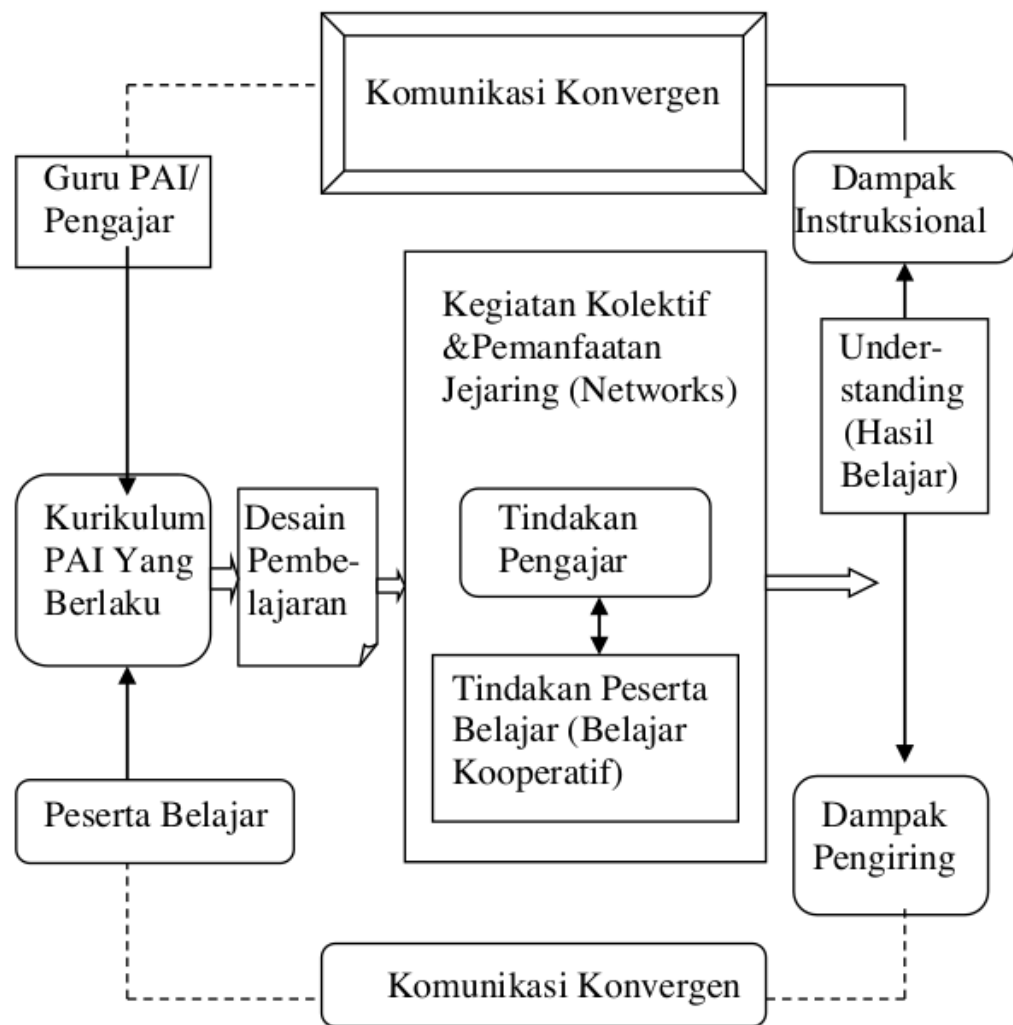 Komunikasi Konvergen
Guru PAI/
Pengajar
Dampak
Instruksional
Kegiatan Kolektif
&Pemanfaatan
Jejaring (Networks)
Under-
standing
(Hasil
Belajar)
Kurikulum
PAI Yang
Berlaku
Desain
Pembe-
lajaran
Tindakan
Pengajar
Tindakan Peserta
Belajar (Belajar
Kooperatif)
Peserta Belajar
Dampak
Pengiring
Komunikasi Konvergen